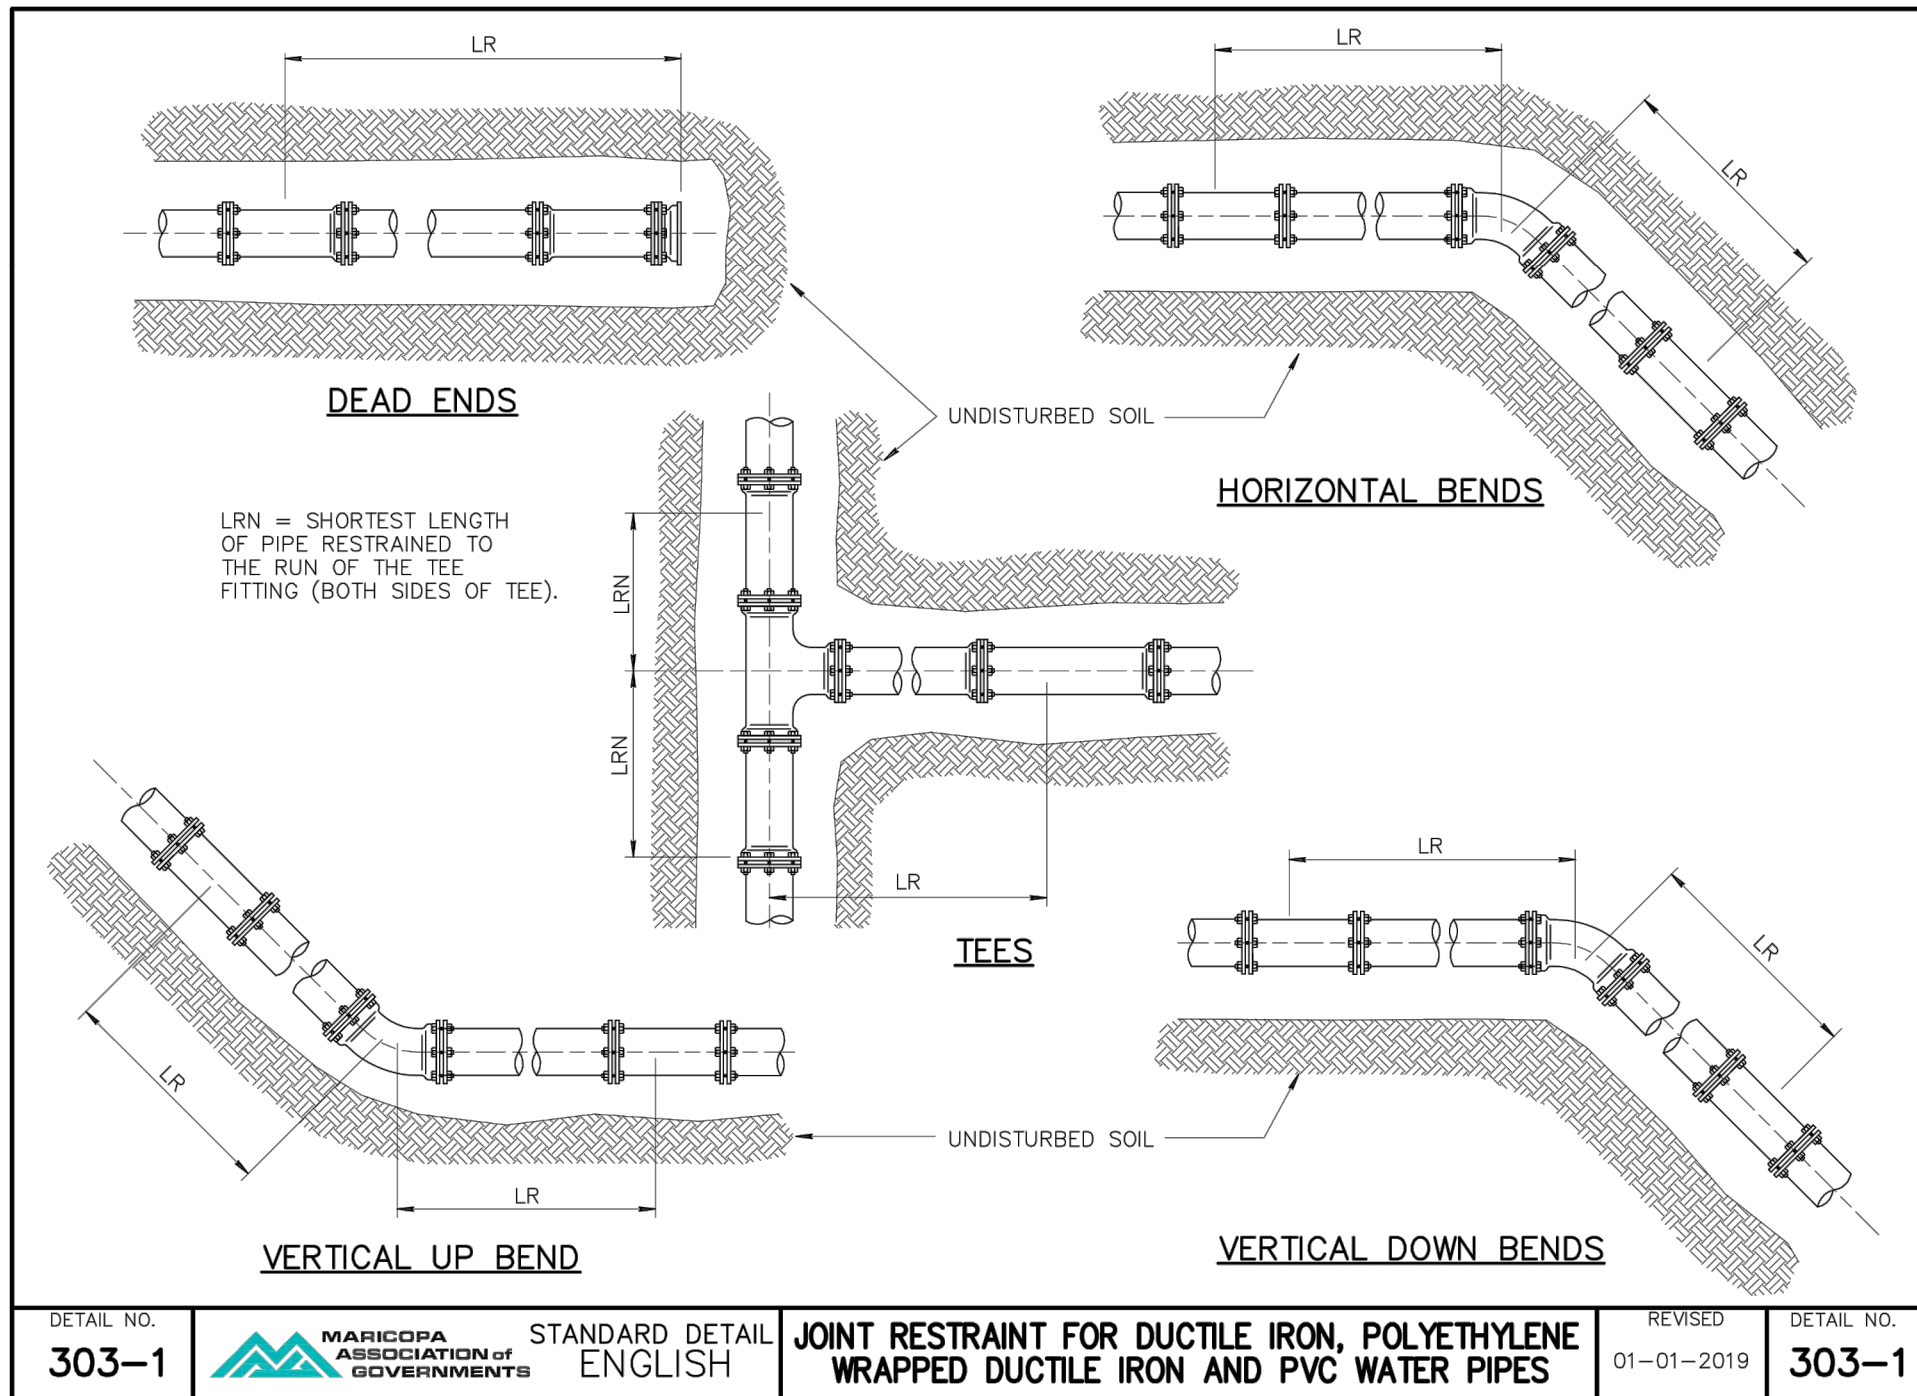 LR
LR
LR
DEAD ENDS
UNDISTURBED SOIL
HORIZONTAL BENDS
LRN = SHORTEST LENGTH
OF PIPE RESTRAINED TO
THE RUN OF THE TEE
FITTING (BOTH SIDES OF TEE).
LRN
LRN
LR
TEES
LR
LR
LR
LR
UNDISTURBED SOIL
VERTICAL UP BEND
VERTICAL DOWN BENDS
DETAIL NO.
303-1
MARICOPA
ASSOCIATION of
GOVERNMENTS
STANDARD DETAIL
ENGLISH
JOINT RESTRAINT FOR DUCTILE IRON, POLYETHYLENE
WRAPPED DUCTILE IRON AND PVC WATER PIPES
REVISED
01-01-2019
DETAIL NO.
303-1